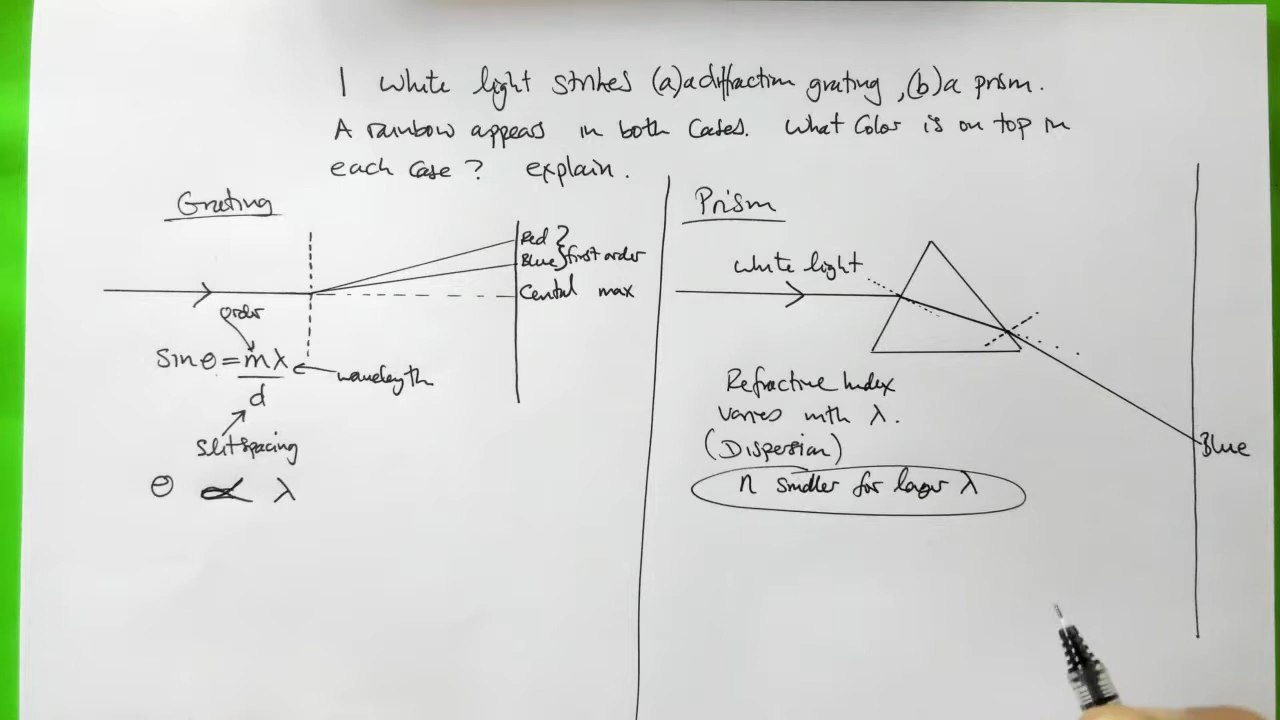 1 White light strikes (a) a diffraction grating, (b) a prism.
A rainbow appears in both cases. What color is on top in
each case? explain.
Grating
Red } first order
Blue
Central max
order
sin θ = mλ
d
wavelength
slit spacing
θ ∝ λ
Prism
white light
Refractive Index
varies with λ.
(Dispersion)
n smaller for larger λ
Blue